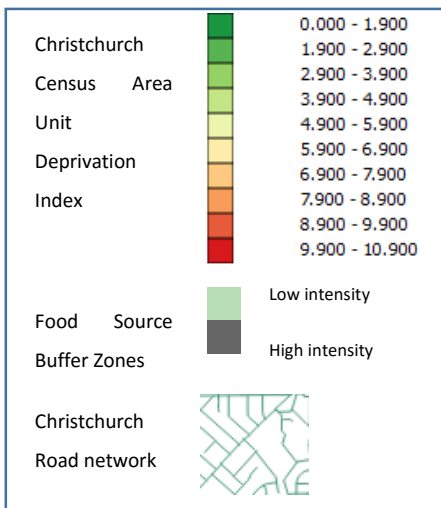 Christchurch
Census Area
Unit
Deprivation
Index
0.000 - 1.900
1.900 - 2.900
2.900 - 3.900
3.900 - 4.900
4.900 - 5.900
5.900 - 6.900
6.900 - 7.900
7.900 - 8.900
8.900 - 9.900
9.900 - 10.900
Food Source
Buffer Zones
Low intensity
High intensity
Christchurch
Road network